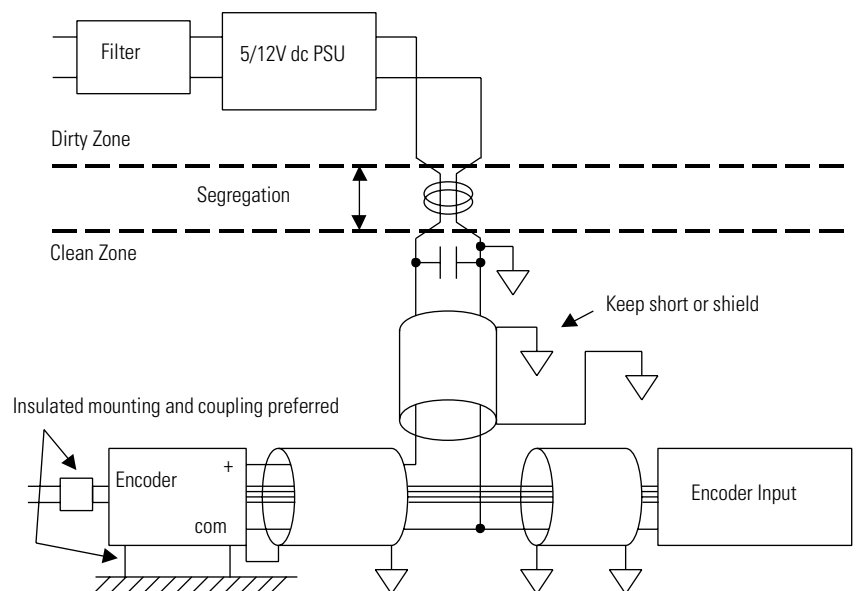 Filter
5/12V dc PSU
Dirty Zone
Segregation
Clean Zone
Keep short or shield
Insulated mounting and coupling preferred
Encoder
+
com
Encoder Input